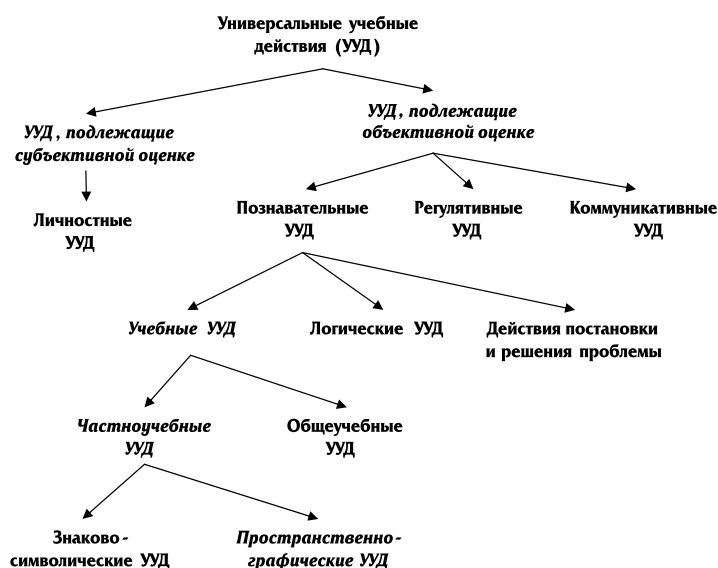 Универсальные учебные
действия (УУД)
УУД, подлежащие
субъективной оценке
УУД, подлежащие
объективной оценке
Личностные
УУД
Познавательные
УУД
Регулятивные
УУД
Коммуникативные
УУД
Учебные УУД
Логические УУД
Действия постановки
и решения проблемы
Частноучебные
УУД
Общеучебные
УУД
Знаково-
символические УУД
Пространственно-
графические УУД